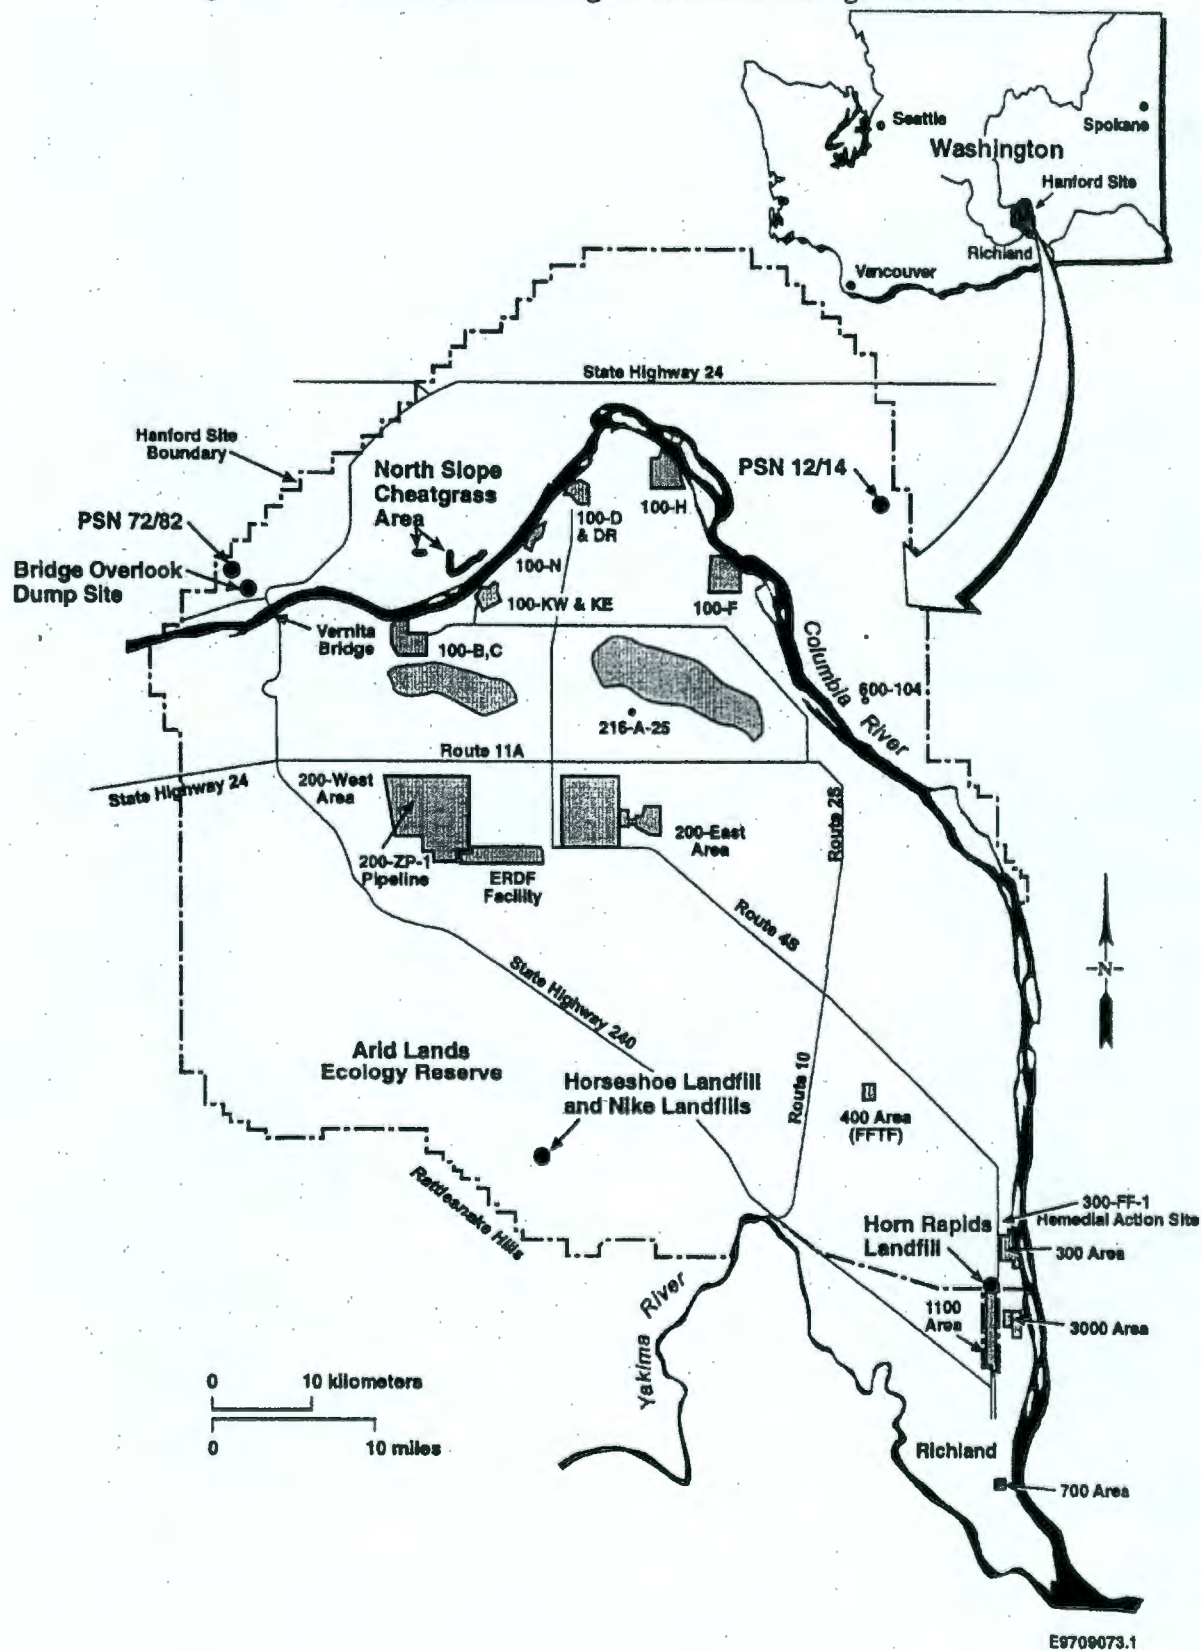 Seattle
Spokane
Washington
Hanford Site
Richland
Vancouver
State Highway 24
Hanford Site
Boundary
North Slope
Cheatgrass
Area
PSN 12/14
100-H
100-D
& DR
PSN 72/82
100-N
Bridge Overlook
Dump Site
100-KW & KE
100-F
Vernita
Bridge
100-B,C
Columbia
River
600-104
216-A-25
Route 11A
State Highway 24
200-West
Area
200-East
Area
Route 2S
200-ZP-1
Pipeline
ERDF
Facility
Route 4S
-N-
State Highway 240
Arid Lands
Ecology Reserve
Horseshoe Landfill
and Nike Landfills
Route 10
400 Area
(FFTF)
Rattlesnake Hills
300-FF-1
Remedial Action Site
Horn Rapids
Landfill
300 Area
Yakima River
1100
Area
3000 Area
0 10 kilometers
0 10 miles
Richland
700 Area
E9709073.1